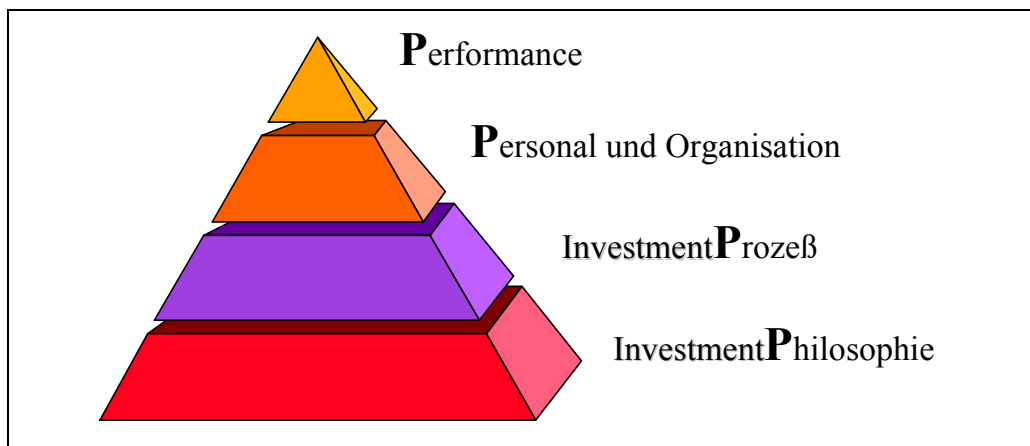 Performance
Personal und Organisation
InvestmentProzeß
InvestmentPhilosophie